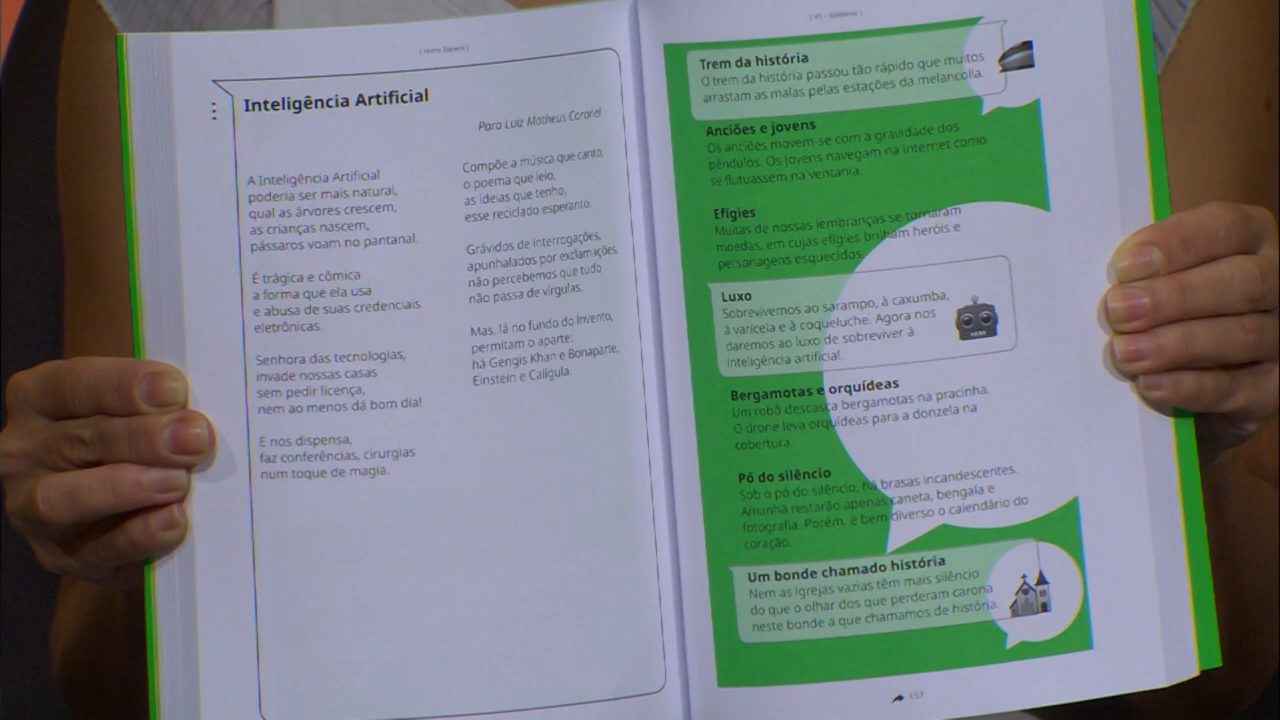 [ Homo Zapiens ]
Inteligência Artificial
Para Luiz Matheus Coronel
A Inteligência Artificial
poderia ser mais natural,
qual as árvores crescem,
as crianças nascem,
pássaros voam no pantanal.
É trágica e cômica
a forma que ela usa
e abusa de suas credenciais
eletrônicas.
Senhora das tecnologias,
invade nossas casas
sem pedir licença,
nem ao menos dá bom dia!
E nos dispensa,
faz conferências, cirurgias
num toque de magia.
Compõe a música que canto,
o poema que leio,
as ideias que tenho,
esse reciclado esperanto.
Grávidos de interrogações,
apunhalados por exclamações,
não percebemos que tudo
não passa de vírgulas.
Mas, lá no fundo do invento,
permitam o aparte:
há Gengis Khan e Bonaparte,
Einstein e Calígula.
Trem da história
O trem da história passou tão rápido que muitos
arrastam as malas pelas estações da melancolia.
Anciões e jovens
Os anciões movem-se com a gravidade dos
pêndulos. Os jovens navegam na internet como
se flutuassem na ventania.
Efígies
Muitas de nossas lembranças se tornaram
moedas, em cujas efígies brilham heróis e
personagens esquecidos.
Luxo
Sobrevivemos ao sarampo, à caxumba,
à varicela e à coqueluche. Agora nos
daremos ao luxo de sobreviver à
inteligência artificial.
Bergamotas e orquídeas
Um robô descasca bergamotas na pracinha.
O drone leva orquídeas para a donzela na
cobertura.
Pó do silêncio
Sob o pó do silêncio, há brasas incandescentes.
Amanhã restarão apenas caneta, bengala e
fotografia. Porém, é bem diverso o calendário do
coração.
Um bonde chamado história
Nem as igrejas vazias têm mais silêncio
do que o olhar dos que perderam carona
neste bonde a que chamamos de história.
157